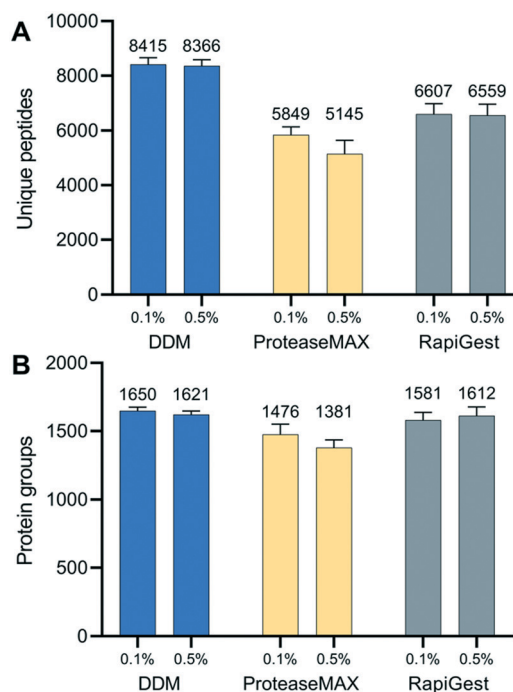 A
10000
8415 8366
8000
6607 6559
5849
6000
5145
4000
2000
0
Unique peptides
0.1% 0.5% 0.1% 0.5% 0.1% 0.5%
DDM ProteaseMAX RapiGest
B
2000
1650 1621
1581 1612
1476 1381
1500
1000
500
0
Protein groups
0.1% 0.5% 0.1% 0.5% 0.1% 0.5%
DDM ProteaseMAX RapiGest